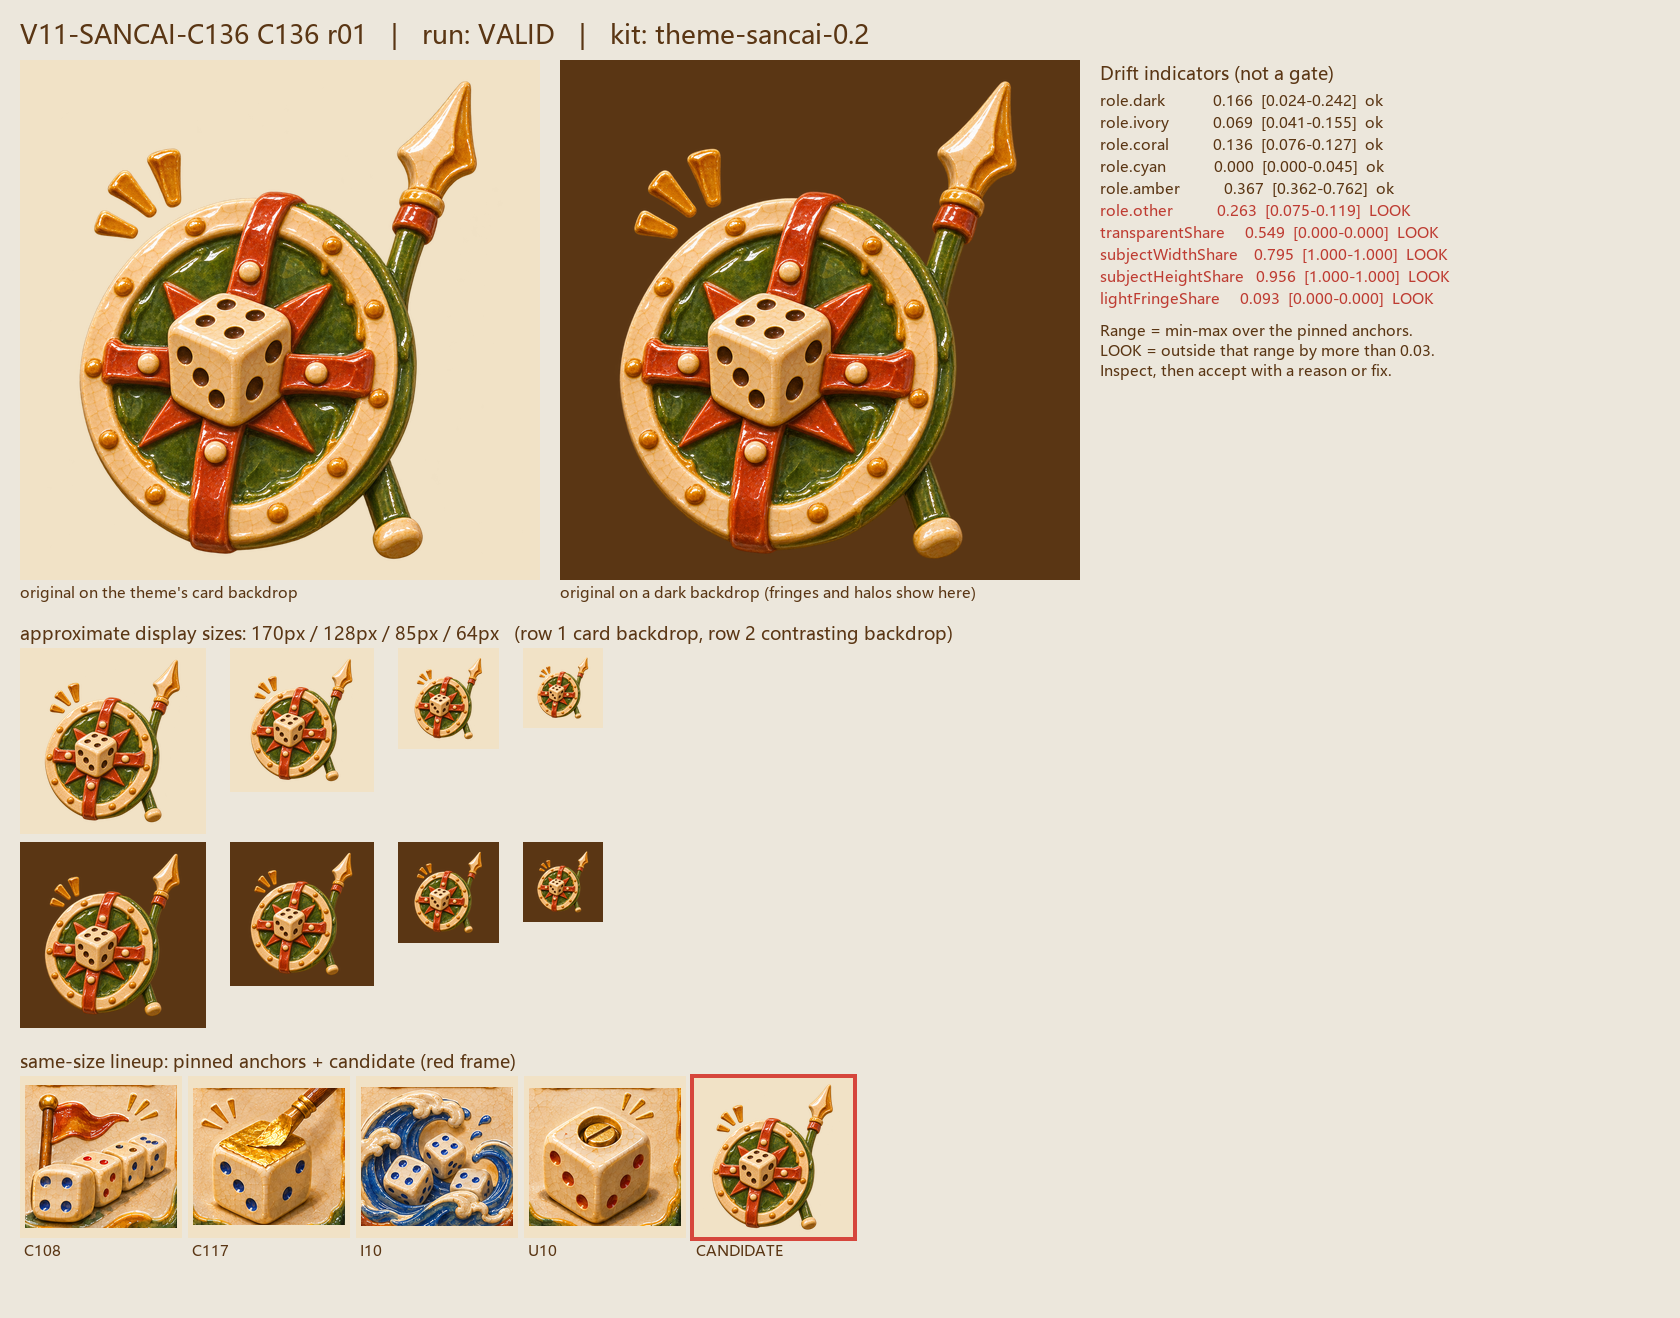 V11-SANCAI-C136 C136 r01 | run: VALID | kit: theme-sancai-0.2
Drift indicators (not a gate)
role.dark 0.166 [0.024-0.242] ok
role.ivory 0.069 [0.041-0.155] ok
role.coral 0.136 [0.076-0.127] ok
role.cyan 0.000 [0.000-0.045] ok
role.amber 0.367 [0.362-0.762] ok
role.other 0.263 [0.075-0.119] LOOK
transparentShare 0.549 [0.000-0.000] LOOK
subjectWidthShare 0.795 [1.000-1.000] LOOK
subjectHeightShare 0.956 [1.000-1.000] LOOK
lightFringeShare 0.093 [0.000-0.000] LOOK
Range = min-max over the pinned anchors.
LOOK = outside that range by more than 0.03.
Inspect, then accept with a reason or fix.
original on the theme's card backdrop
original on a dark backdrop (fringes and halos show here)
approximate display sizes: 170px / 128px / 85px / 64px (row 1 card backdrop, row 2 contrasting backdrop)
same-size lineup: pinned anchors + candidate (red frame)
C108
C117
I10
U10
CANDIDATE